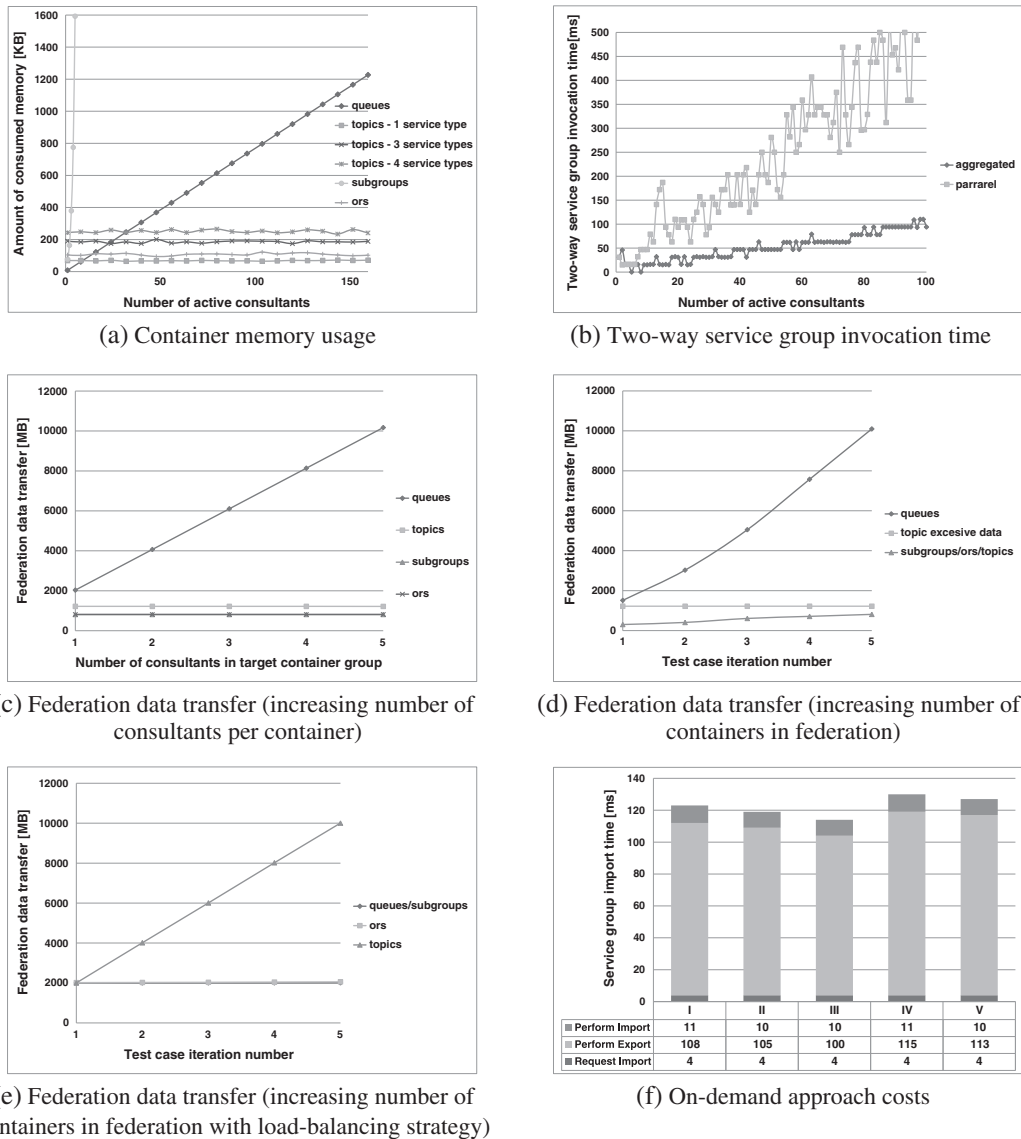 1600
1400
1200
1000
800
600
400
200
0
Amount of consumed memory [KB]
queues
topics - 1 service type
topics - 3 service types
topics - 4 service types
subgroups
ors
0 50 100 150
Number of active consultants
(a) Container memory usage
500
450
400
350
300
250
200
150
100
50
0
Two-way service group invocation time[ms]
aggregated
parrarel
0 20 40 60 80 100
Number of active consultants
(b) Two-way service group invocation time
12000
10000
8000
6000
4000
2000
0
Federation data transfer [MB]
queues
topics
subgroups
ors
1 2 3 4 5
Number of consultants in target container group
(c) Federation data transfer (increasing number of
consultants per container)
12000
10000
8000
6000
4000
2000
0
Federation data transfer [MB]
queues
topic excesive data
subgroups/ors/topics
1 2 3 4 5
Test case iteration number
(d) Federation data transfer (increasing number of
containers in federation)
12000
10000
8000
6000
4000
2000
0
Federation data transfer [MB]
queues/subgroups
ors
topics
1 2 3 4 5
Test case iteration number
(e) Federation data transfer (increasing number of
ntainers in federation with load-balancing strategy)
140
120
100
80
60
40
20
0
Service group import time [ms]
I II III IV V
Perform Import 11 10 10 11 10
Perform Export 108 105 100 115 113
Request Import 4 4 4 4 4
(f) On-demand approach costs